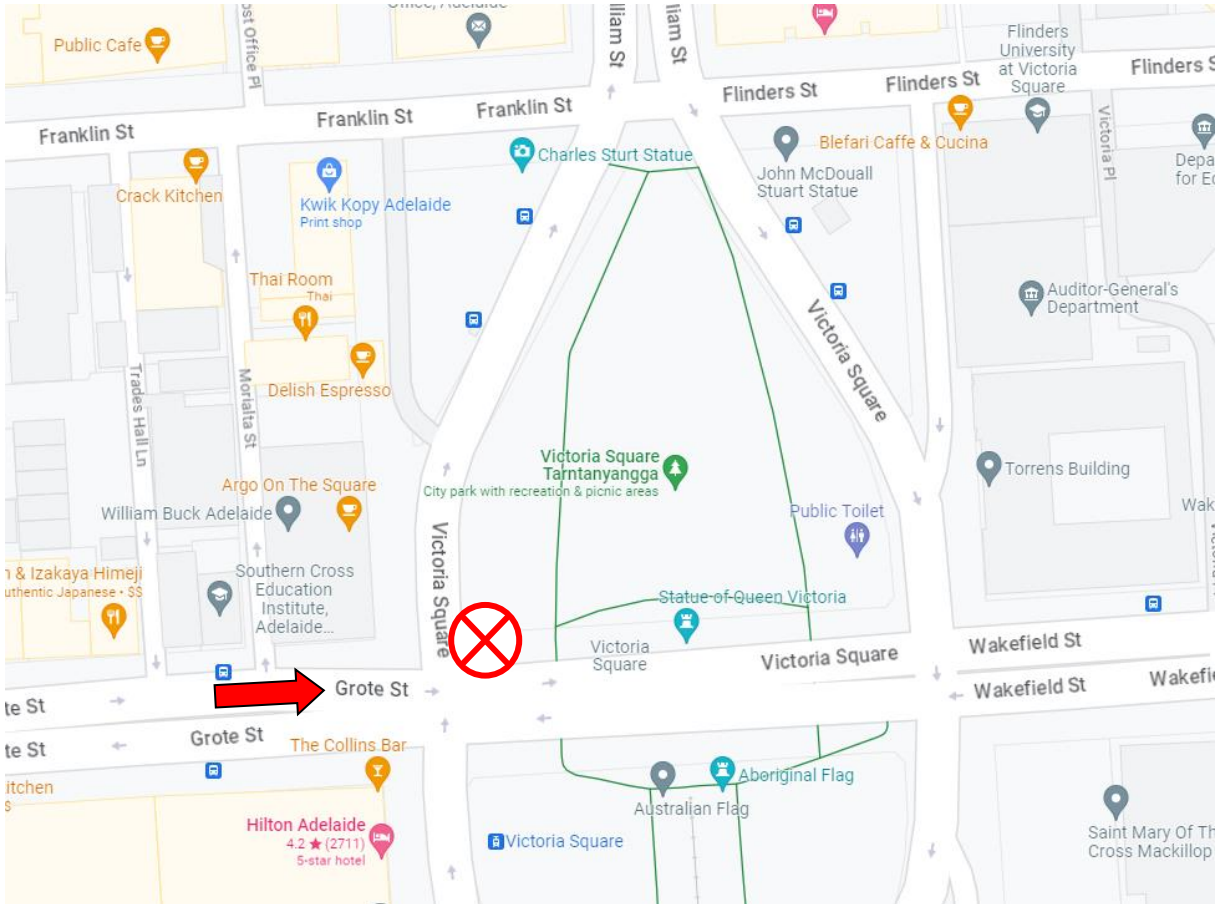 Office, Adelaide
Public Cafe
ost Office Pl
lliam St
lliam St
Flinders
University
at Victoria
Square
Flinders S
Flinders St
Flinders St
Franklin St
Franklin St
Franklin St
Blefari Caffe & Cucina
Victoria Pl
Depa
for Ed
Charles Sturt Statue
John McDouall
Stuart Statue
Crack Kitchen
Kwik Kopy Adelaide
Print shop
Thai Room
Thai
Auditor-General's
Department
Victoria Square
Delish Espresso
Trades Hall Ln
Morialta St
Victoria Square
Tarntanyangga
City park with recreation & picnic areas
Torrens Building
Argo On The Square
William Buck Adelaide
Public Toilet
Wak
Victoria Square
n & Izakaya Himeji
uthentic Japanese • $$
Southern Cross
Education
Institute,
Adelaide...
Statue of Queen Victoria
Victoria
Square
Victoria Square
Wakefield St
Grote St
Wakefield St
Wakefie
te St
Grote St
te St
The Collins Bar
itchen
$
Aboriginal Flag
Australian Flag
Hilton Adelaide
4.2 ★ (2711)
5-star hotel
Victoria Square
Saint Mary Of Th
Cross Mackillop